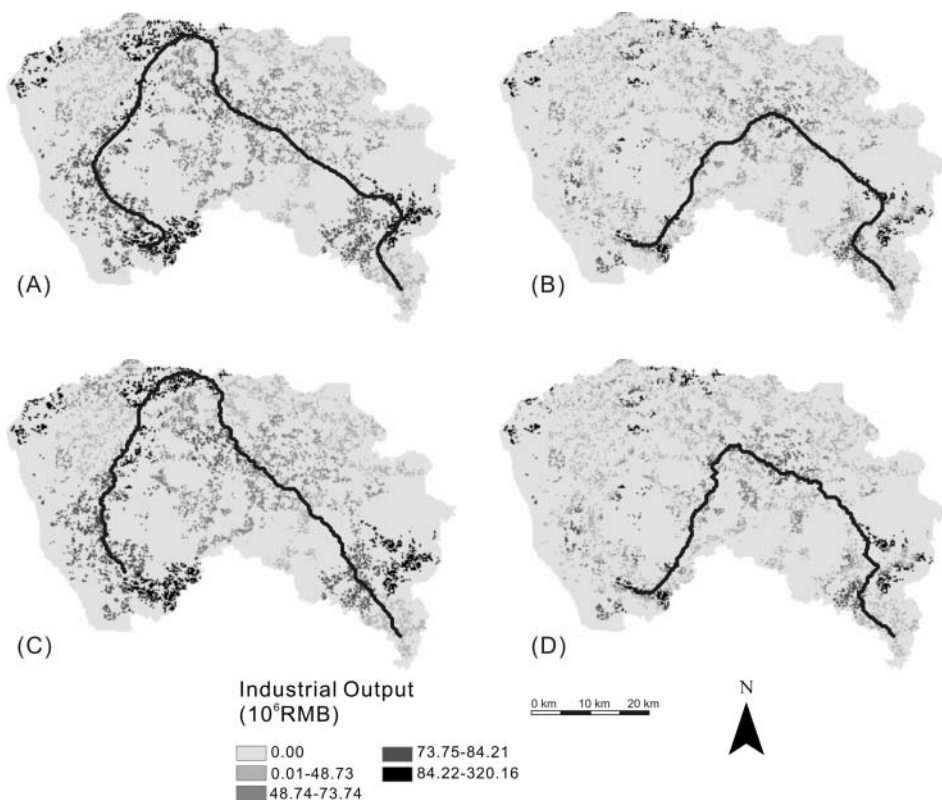 (A)
(B)
(C)
(D)
Industrial Output
(10⁶RMB)
0.00
0.01-48.73
48.74-73.74
73.75-84.21
84.22-320.16
0 km 10 km 20 km
N